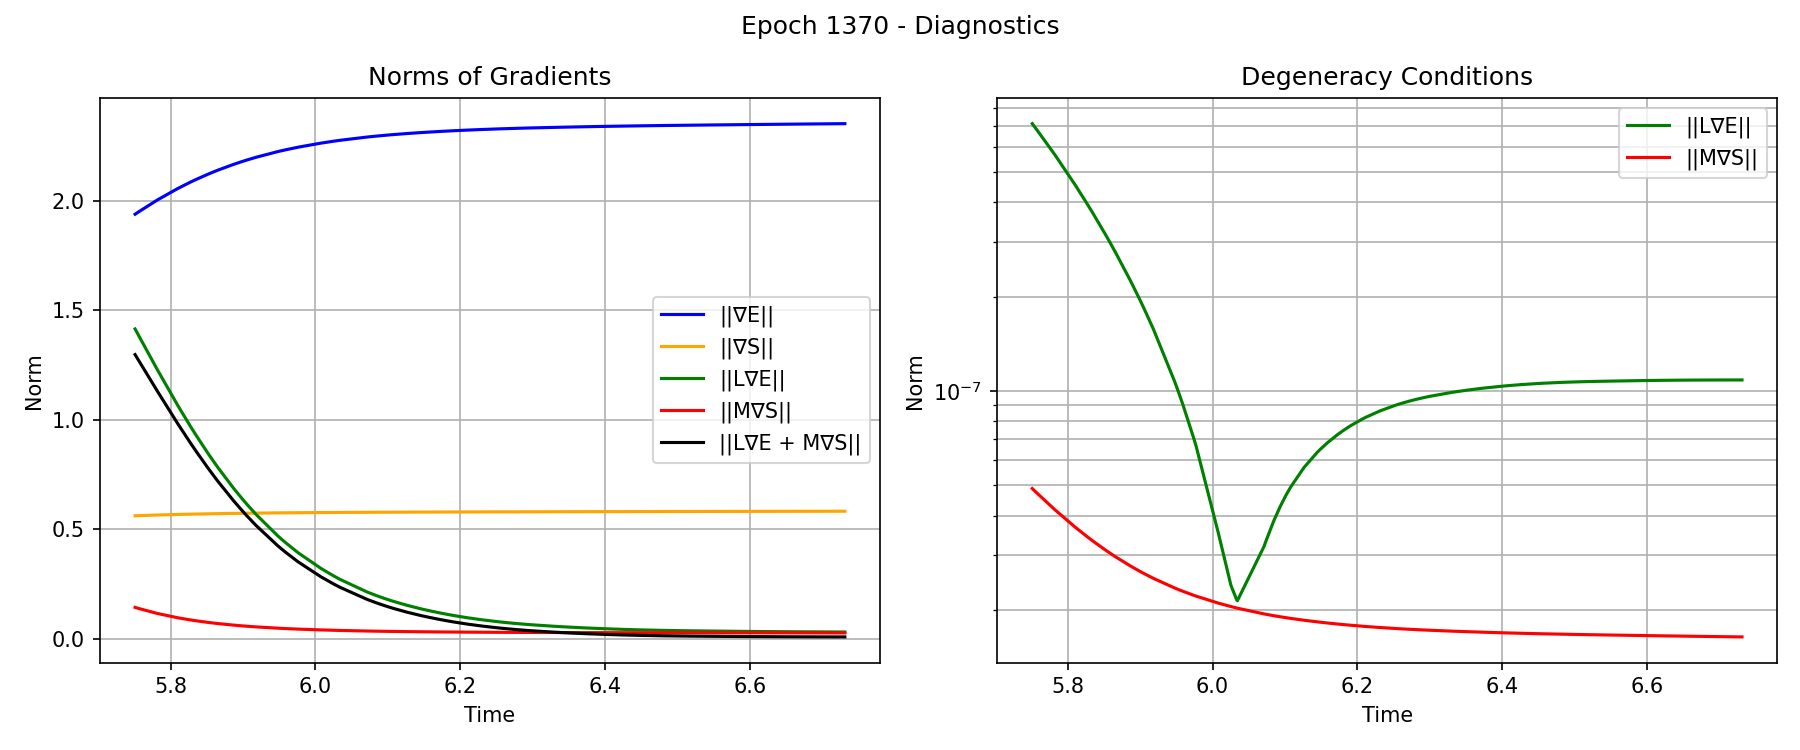 Epoch 1370 - Diagnostics
Norms of Gradients
Norm
2.0
1.5
1.0
0.5
0.0
||∇E||
||∇S||
||L∇E||
||M∇S||
||L∇E + M∇S||
5.8 6.0 6.2 6.4 6.6
Time
Degeneracy Conditions
Norm
10⁻⁷
||L∇E||
||M∇S||
5.8 6.0 6.2 6.4 6.6
Time